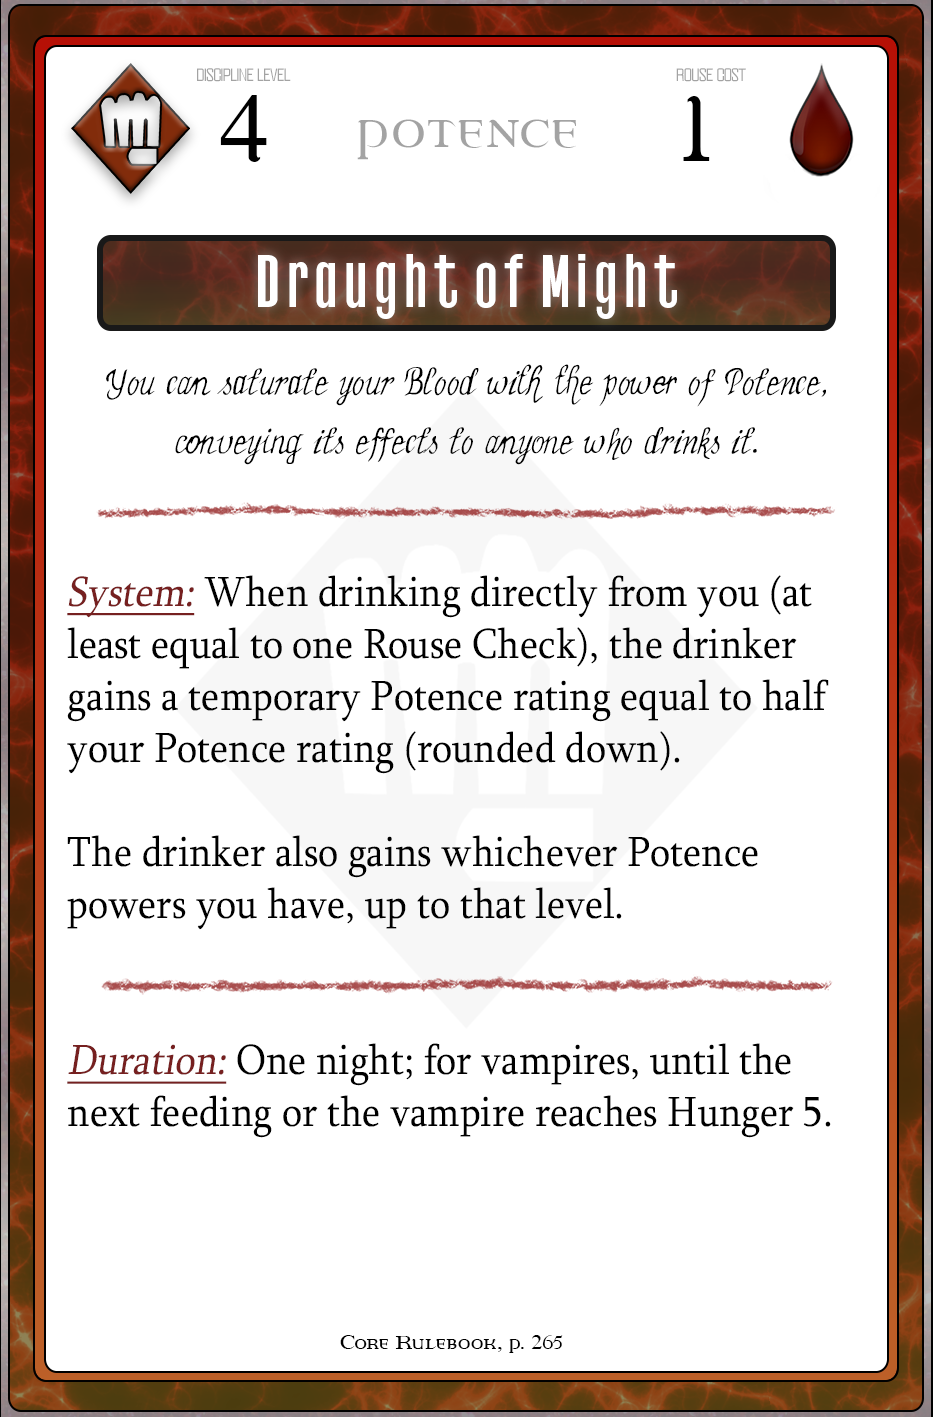 DISCIPLINE LEVEL
4
POTENCE
ROUSE COST
1
Draught of Might
You can saturate your Blood with the power of Potence,
conveying its effects to anyone who drinks it.
System: When drinking directly from you (at
least equal to one Rouse Check), the drinker
gains a temporary Potence rating equal to half
your Potence rating (rounded down).
The drinker also gains whichever Potence
powers you have, up to that level.
Duration: One night; for vampires, until the
next feeding or the vampire reaches Hunger 5.
Core Rulebook, p. 265